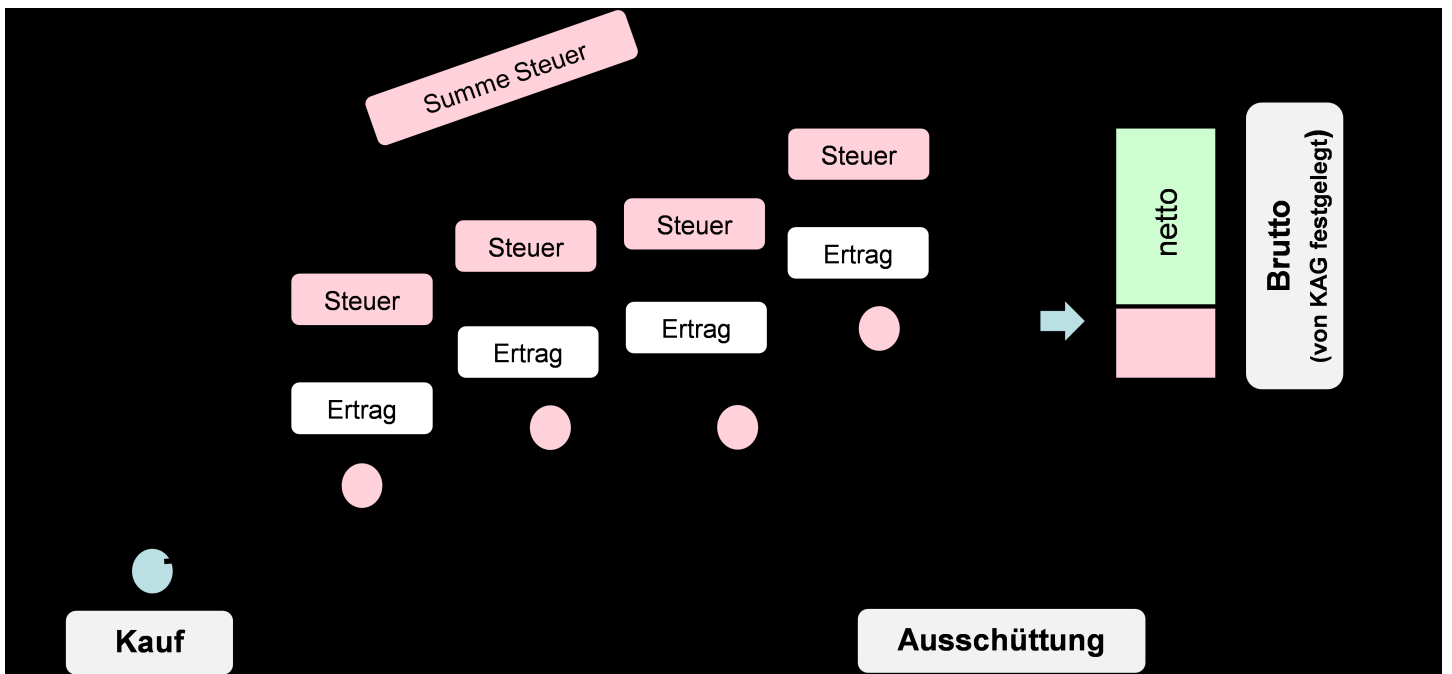 Summe Steuer
Steuer
Steuer
Steuer
Steuer
Ertrag
Ertrag
Ertrag
Ertrag
netto
Brutto
(von KAG festgelegt)
Kauf
Ausschüttung